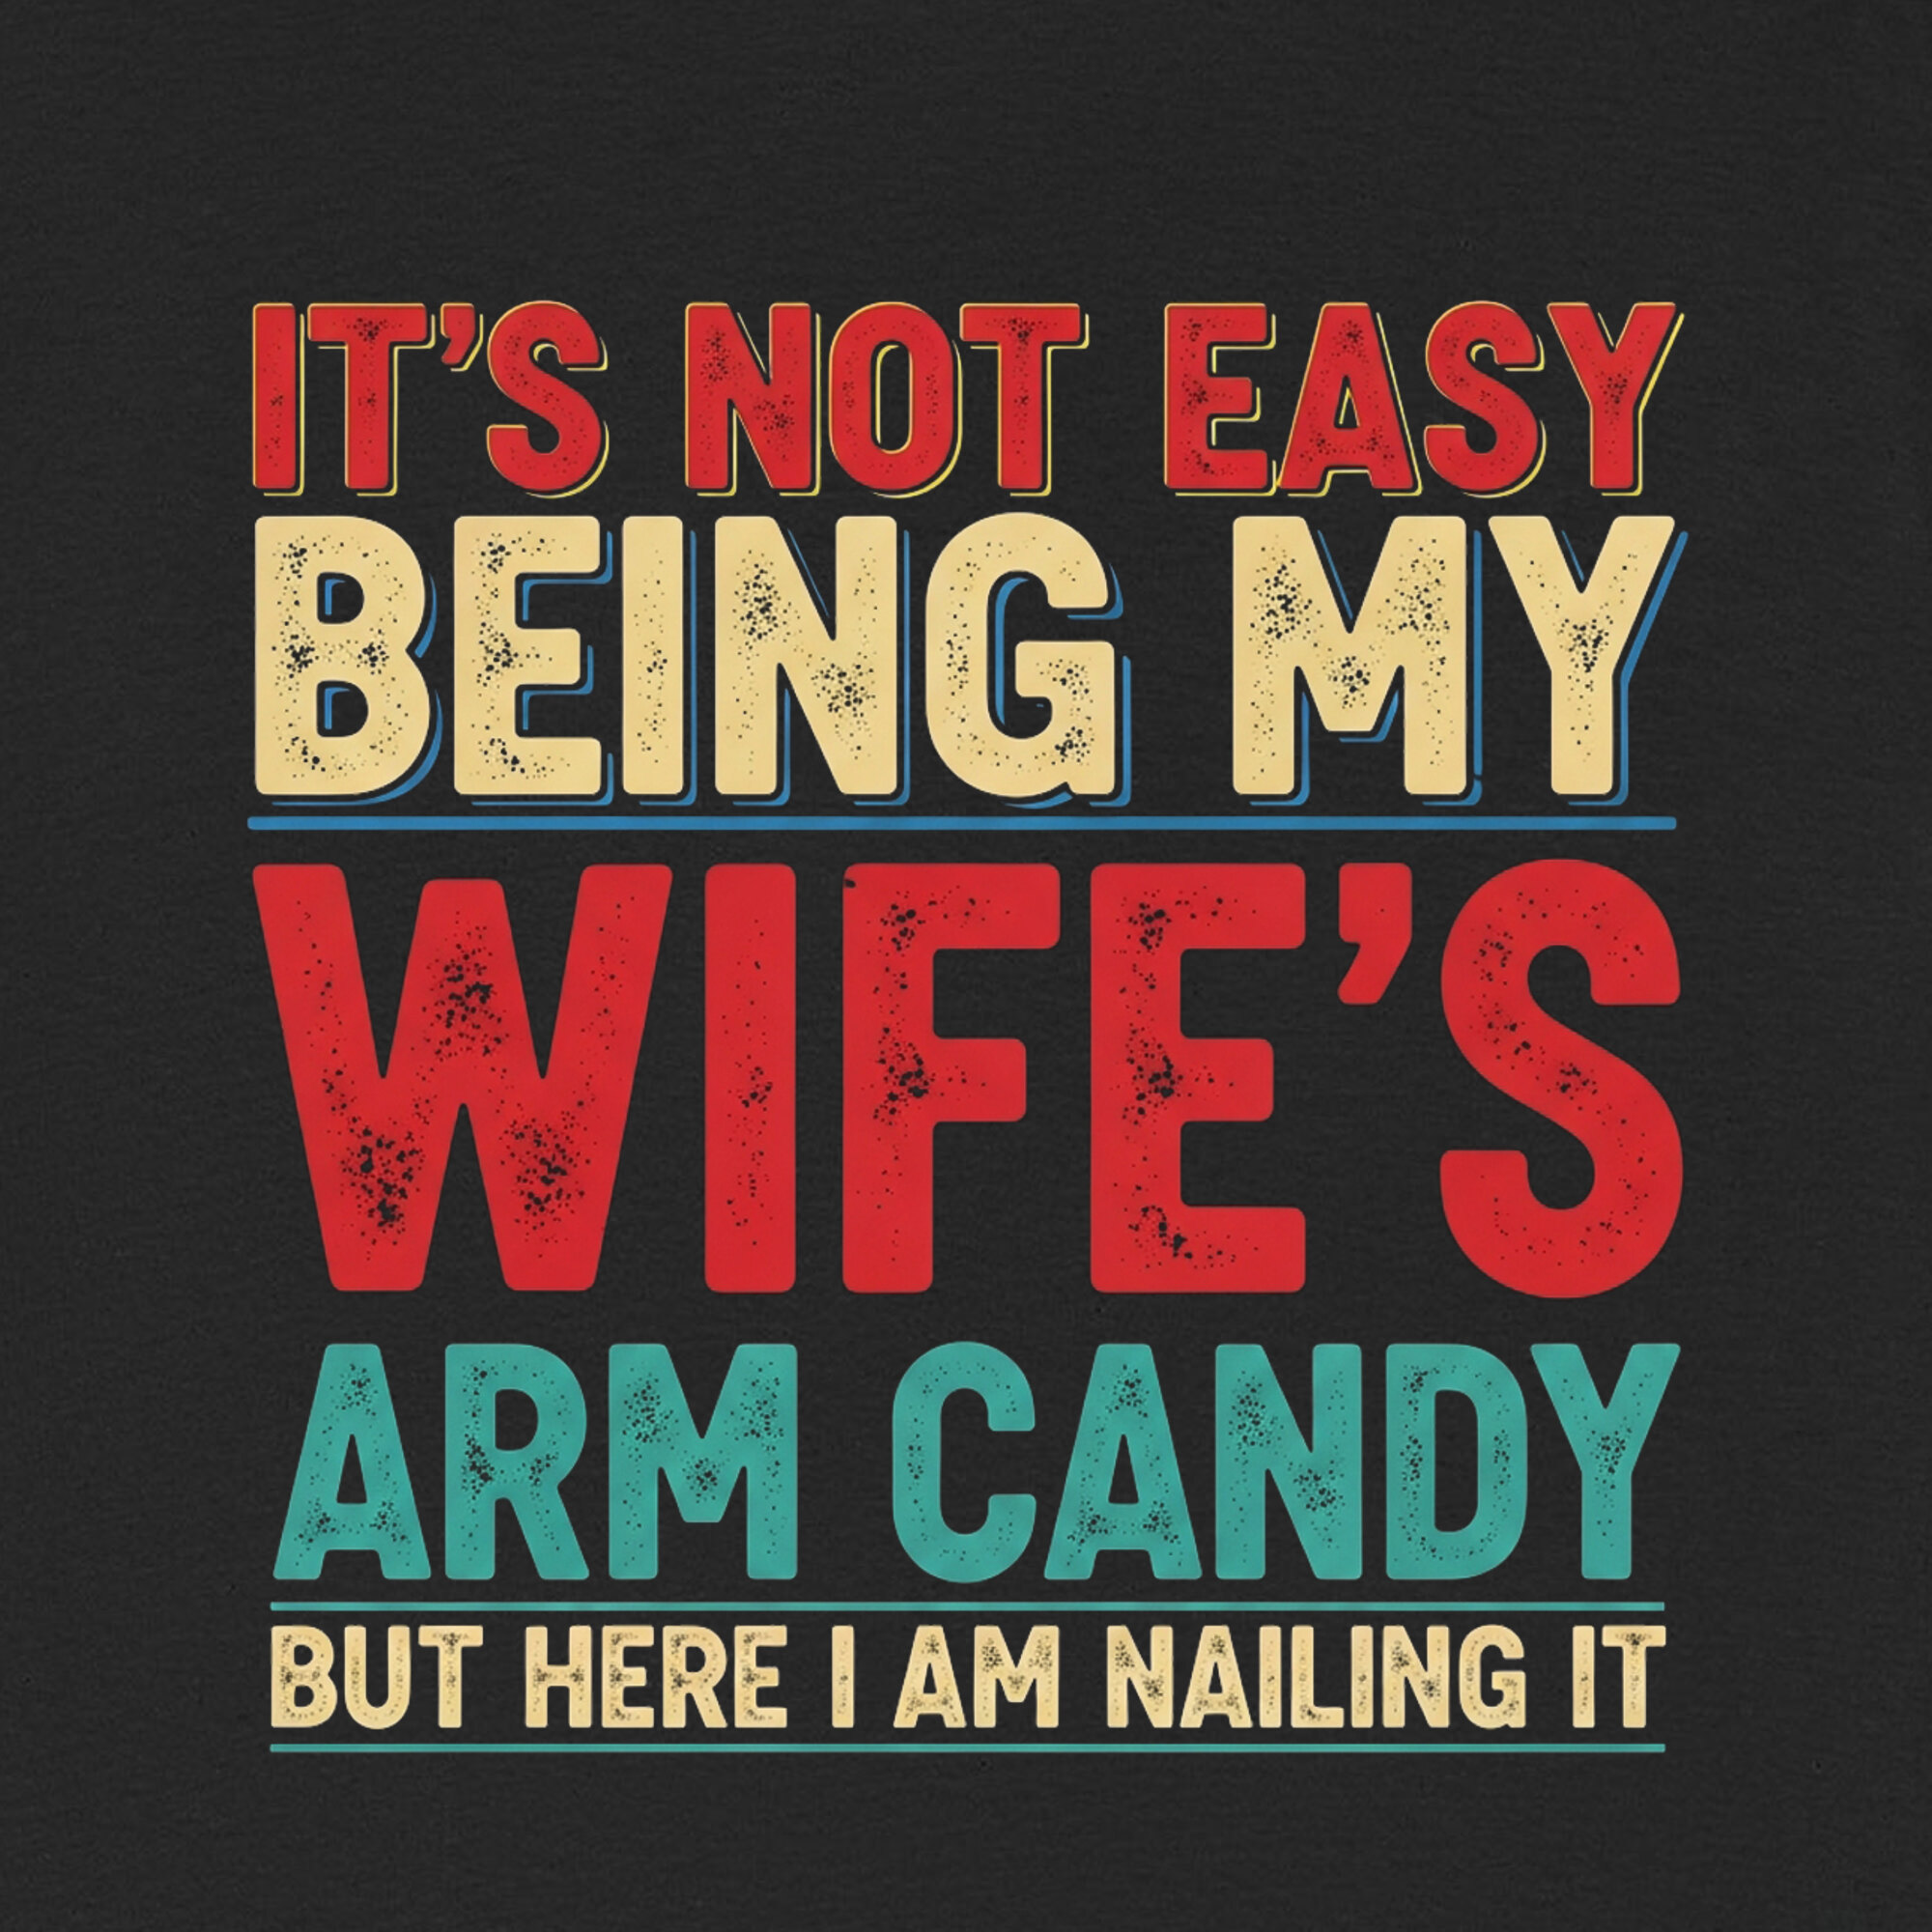 IT'S NOT EASY
BEING MY
WIFE'S
ARM CANDY
BUT HERE I AM NAILING IT